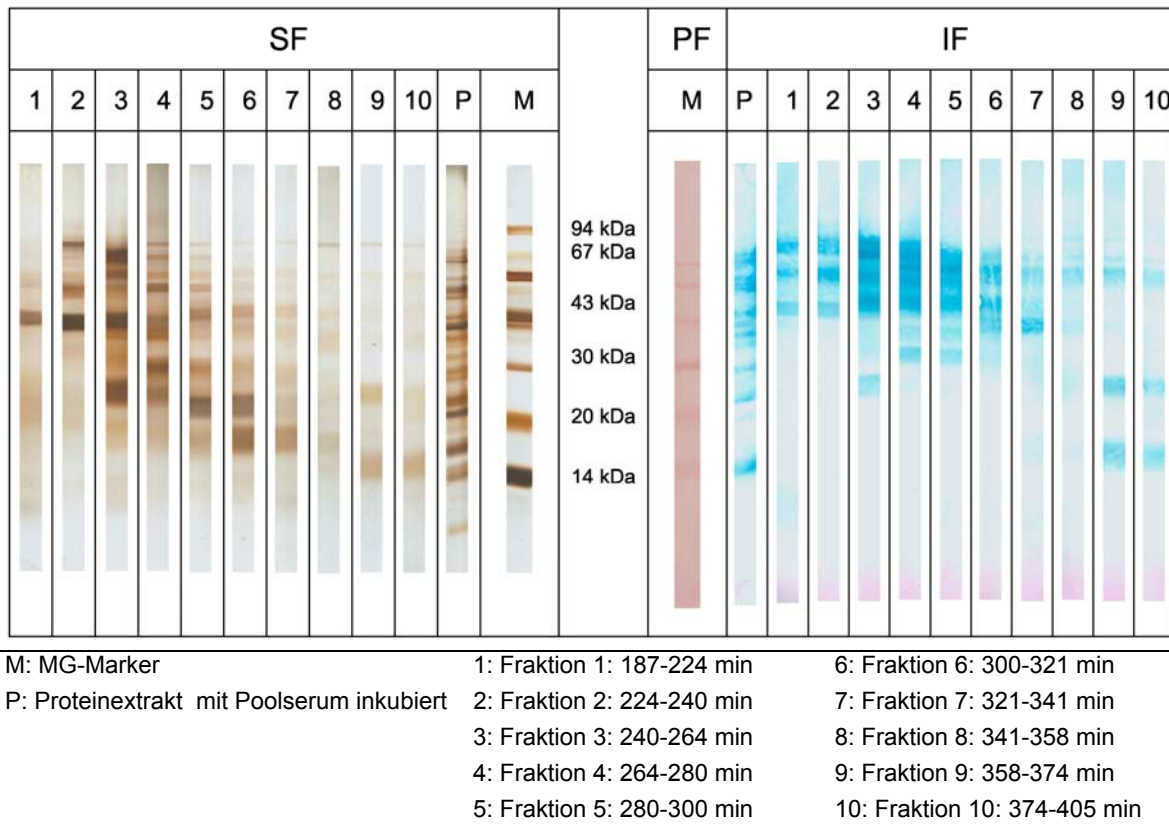 SF PF IF
1 2 3 4 5 6 7 8 9 10 P M M P 1 2 3 4 5 6 7 8 9 10
94 kDa
67 kDa
43 kDa
30 kDa
20 kDa
14 kDa
M: MG-Marker 1: Fraktion 1: 187-224 min 6: Fraktion 6: 300-321 min
P: Proteinextrakt mit Poolserum inkubiert 2: Fraktion 2: 224-240 min 7: Fraktion 7: 321-341 min
3: Fraktion 3: 240-264 min 8: Fraktion 8: 341-358 min
4: Fraktion 4: 264-280 min 9: Fraktion 9: 358-374 min
5: Fraktion 5: 280-300 min 10: Fraktion 10: 374-405 min